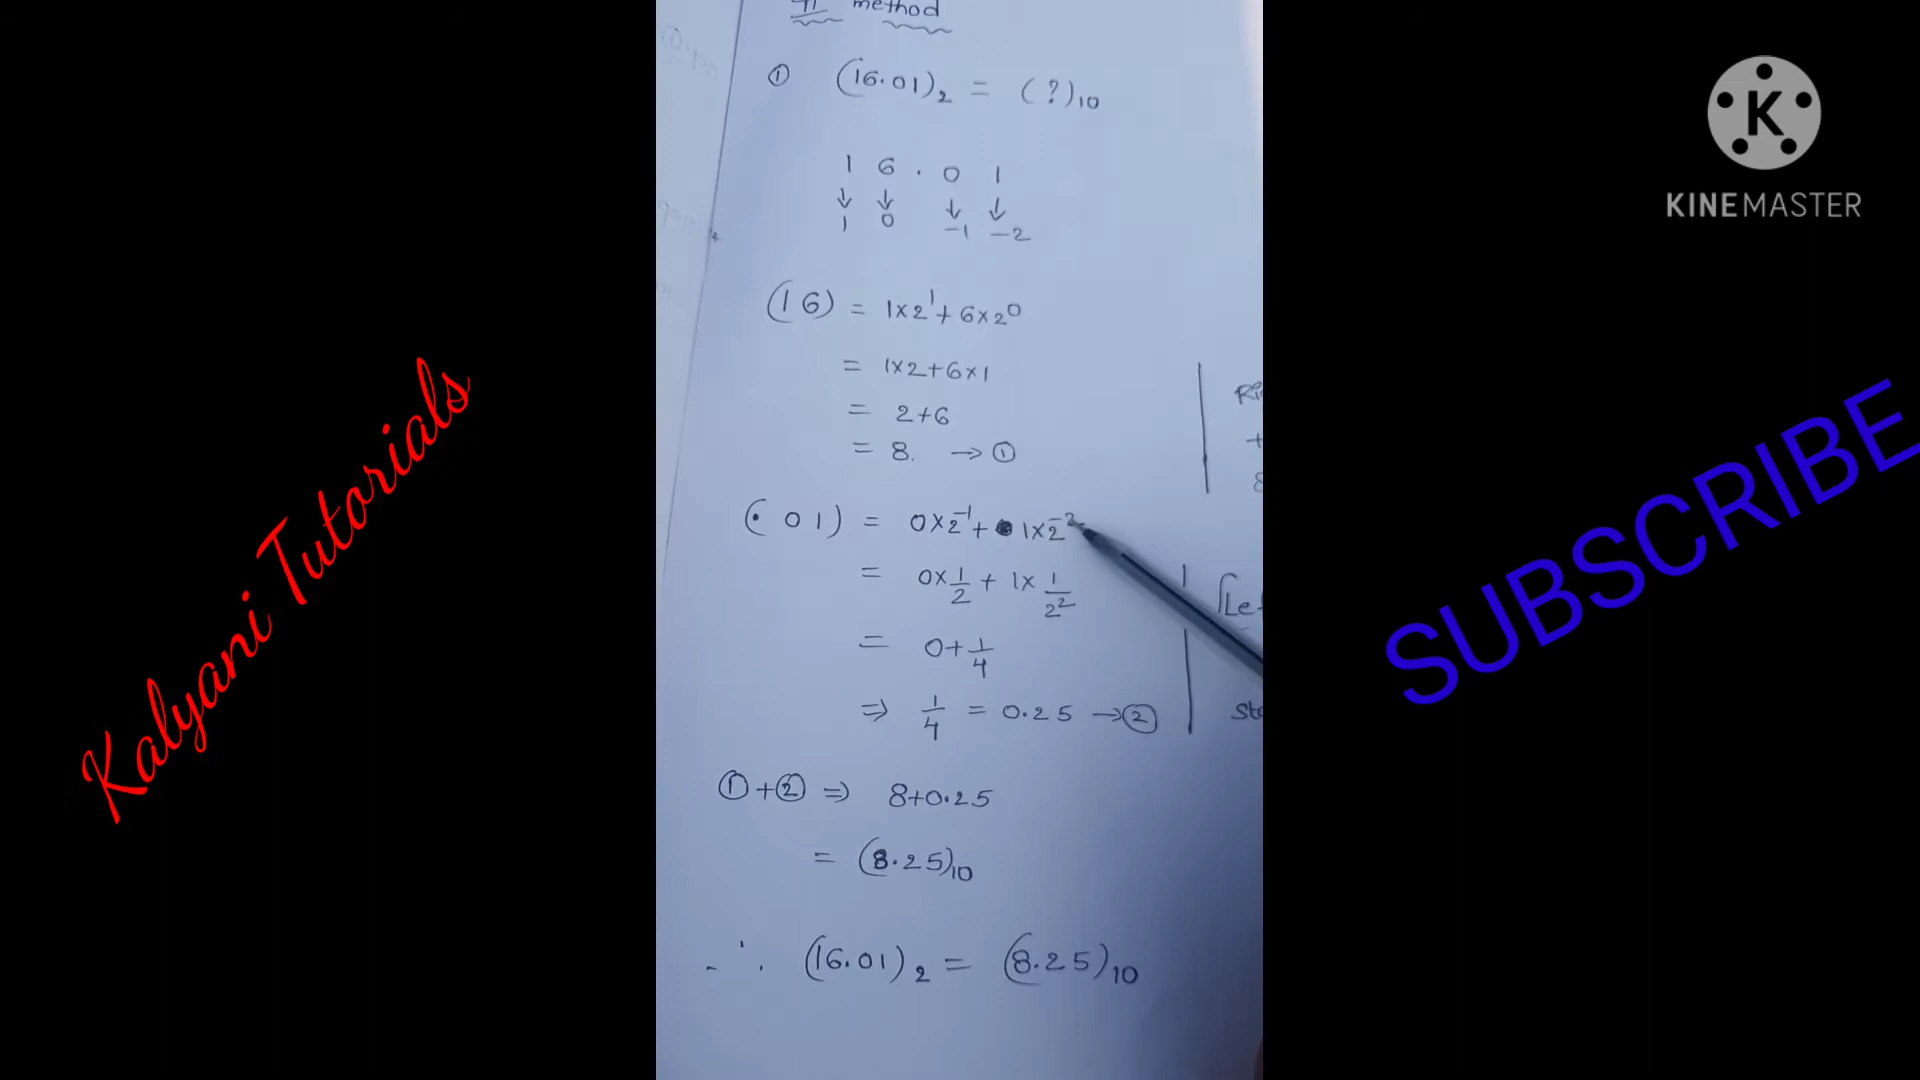 II method
① (16.01)₂ = (?)₁₀
1 6 . 0 1
↓ ↓ ↓ ↓
1 0 -1 -2
(16) = 1×2¹+6×2⁰
= 1×2+6×1
= 2+6
= 8. → ①
(.01) = 0×2⁻¹+ 1×2⁻²
= 0×1/2 + 1×1/2²
= 0+1/4
⇒ 1/4 = 0.25 →②
①+② ⇒ 8+0.25
= (8.25)₁₀
∴ (16.01)₂ = (8.25)₁₀
Kalyani Tutorials
K
KINEMASTER
SUBSCRIBE